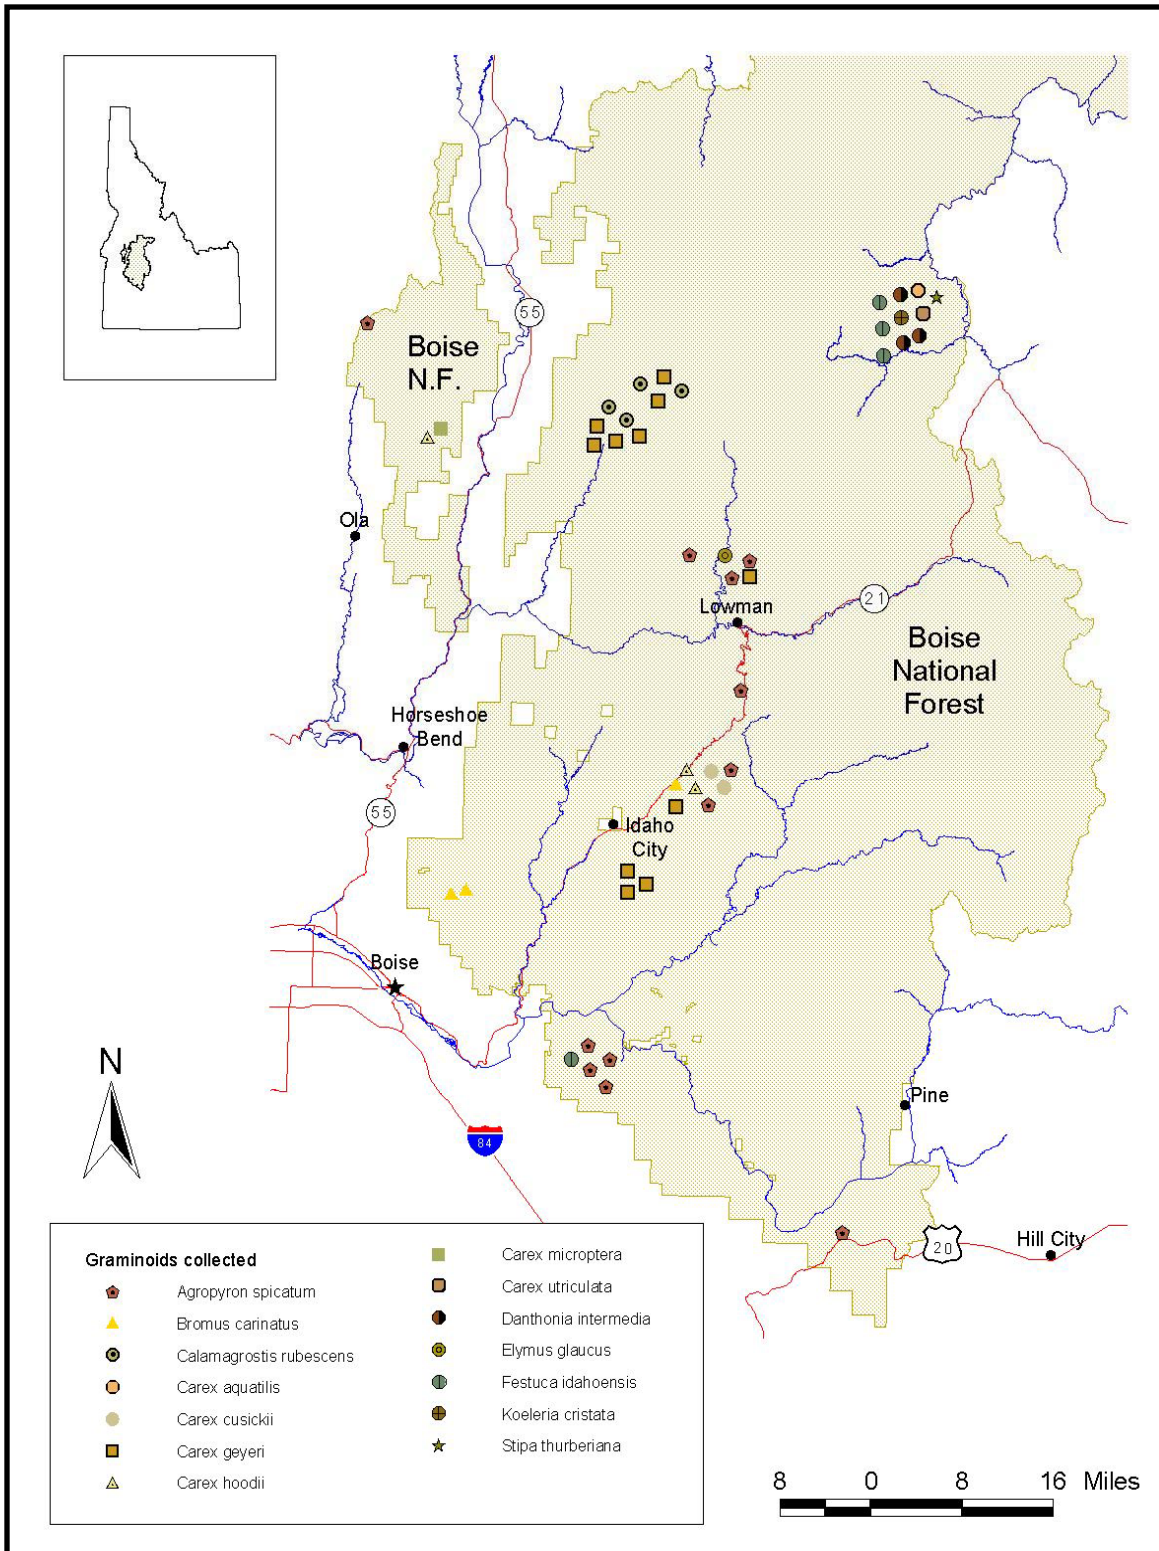 55
Boise
N.F.
Ola
Lowman
21
Boise
National
Forest
Horseshoe
Bend
55
Idaho
City
Boise
N
Pine
84
Hill City
20
Graminoids collected
Agropyron spicatum
Bromus carinatus
Calamagrostis rubescens
Carex aquatilis
Carex cusickii
Carex geyeri
Carex hoodii
Carex microptera
Carex utriculata
Danthonia intermedia
Elymus glaucus
Festuca idahoensis
Koeleria cristata
Stipa thurberiana
8 0 8 16 Miles